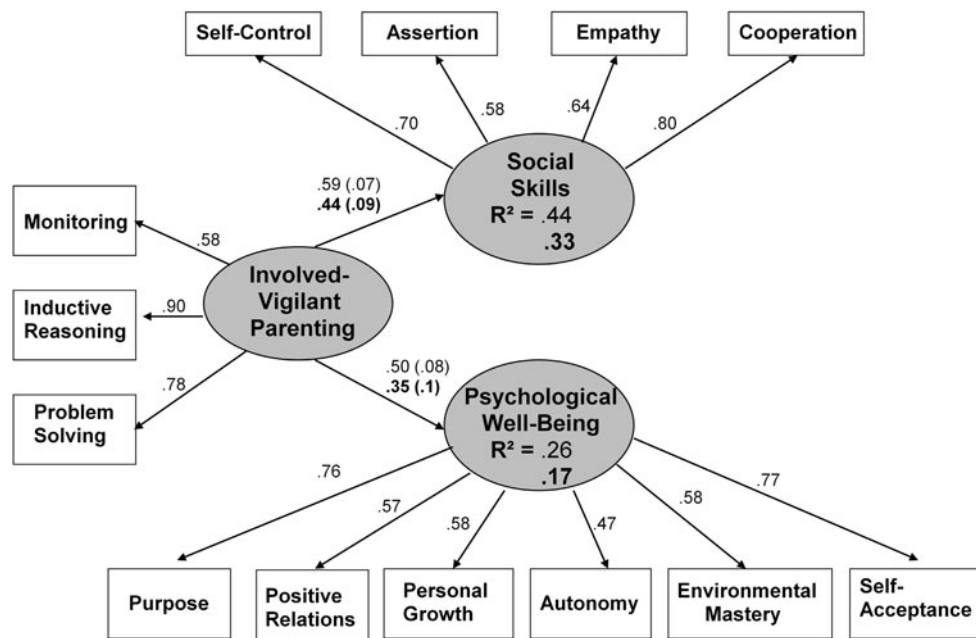 Self-Control
Assertion
Empathy
Cooperation
.70
.58
.64
.80
Social
Skills
R² = .44
.33
.59 (.07)
.44 (.09)
Monitoring
.58
Inductive
Reasoning
.90
Involved-
Vigilant
Parenting
Problem
Solving
.78
.50 (.08)
.35 (.1)
Psychological
Well-Being
R² = .26
.17
.76
.57
.58
.47
.58
.77
Purpose
Positive
Relations
Personal
Growth
Autonomy
Environmental
Mastery
Self-
Acceptance